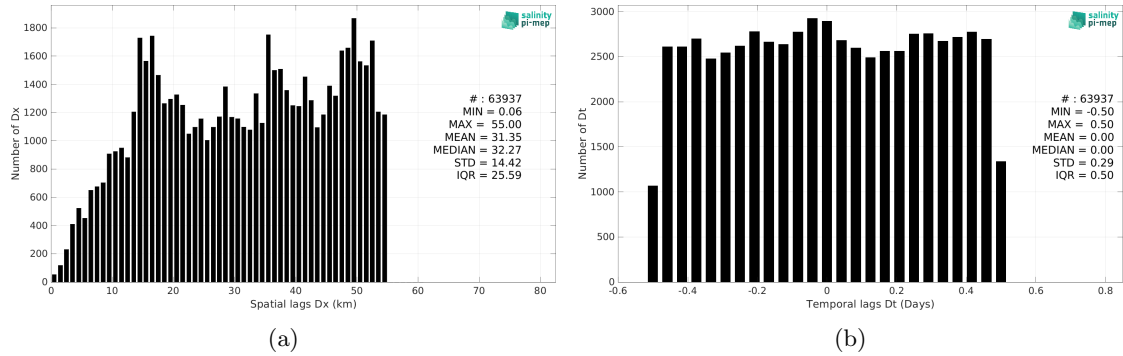 1800
1600
1400
1200
1000
800
600
400
200
0
Number of Dx
salinity
pi-mep
# : 63937
MIN = 0.06
MAX = 55.00
MEAN = 31.35
MEDIAN = 32.27
STD = 14.42
IQR = 25.59
0 10 20 30 40 50 60 70 80
Spatial lags Dx (km)
(a)
3000
2500
2000
1500
1000
500
0
Number of Dt
salinity
pi-mep
# : 63937
MIN = -0.50
MAX = 0.50
MEAN = 0.00
MEDIAN = 0.00
STD = 0.29
IQR = 0.50
-0.6 -0.4 -0.2 0 0.2 0.4 0.6 0.8
Temporal lags Dt (Days)
(b)